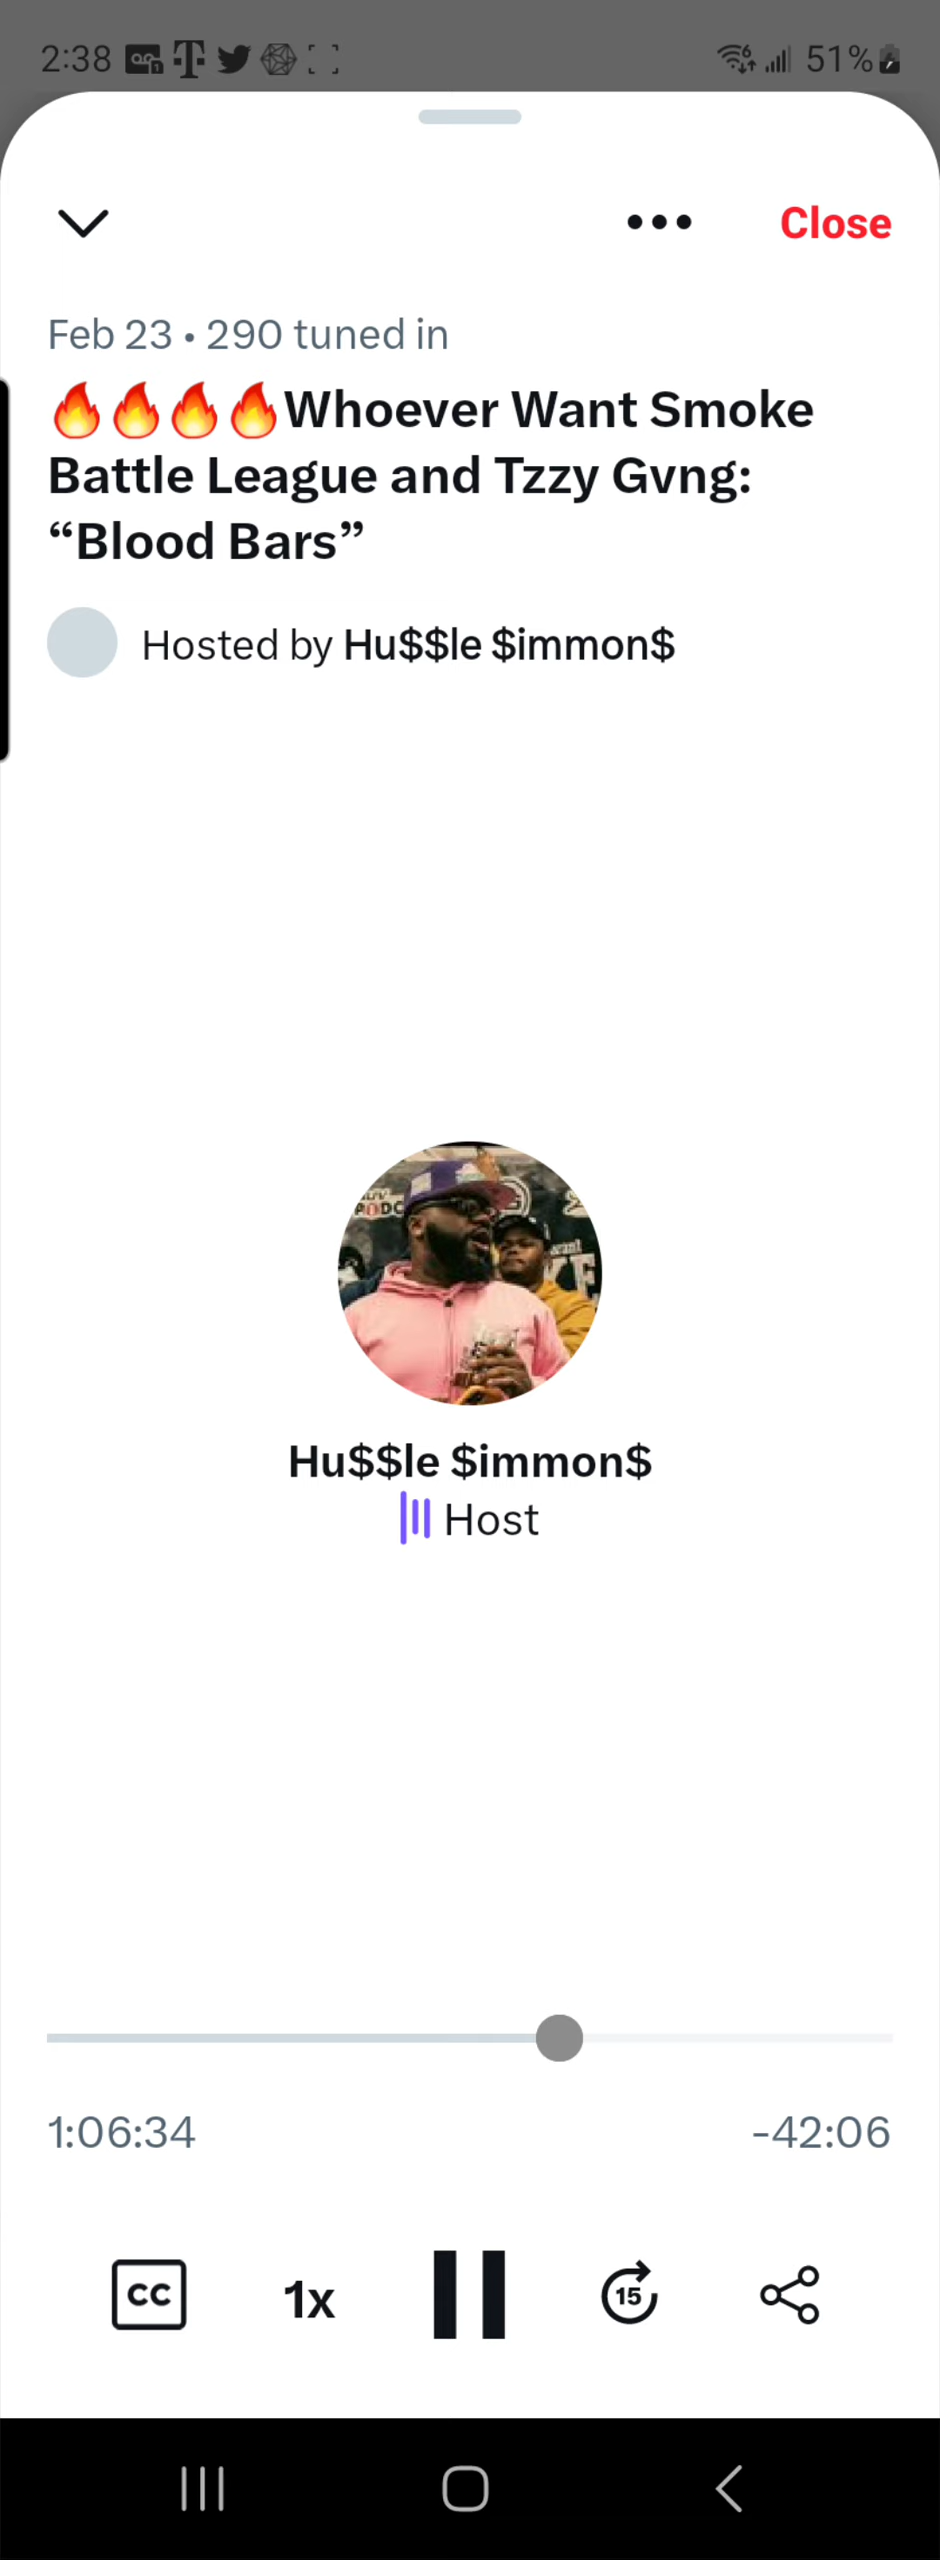 2:38 51%
Close
Feb 23 • 290 tuned in
🔥🔥🔥🔥Whoever Want Smoke
Battle League and Tzzy Gvng:
“Blood Bars”
Hosted by Hu$$le $immon$
Hu$$le $immon$
Host
1:06:34 -42:06
CC 1x 15